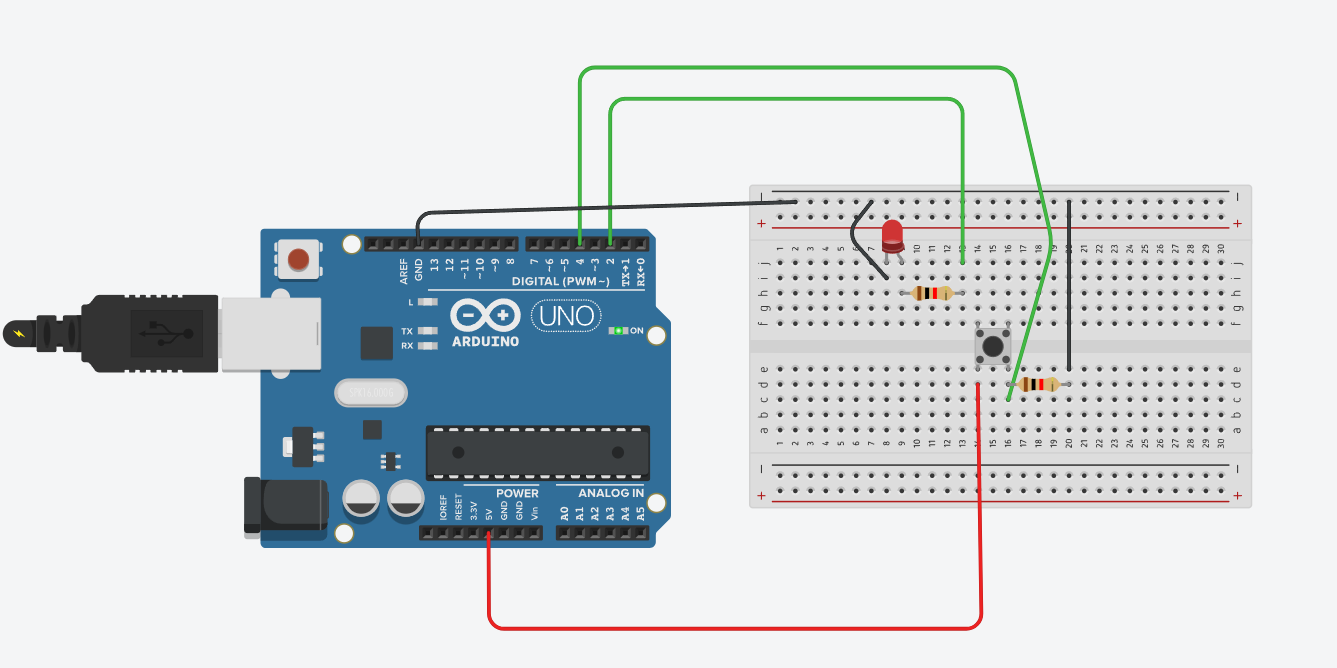 AREF
GND
13
12
~11
~10
~9
8
7
~6
~5
4
~3
2
TX→1
RX←0
DIGITAL (PWM~)
L
TX
RX
UNO
ON
ARDUINO
POWER
ANALOG IN
IOREF
RESET
3.3V
5V
GND
GND
Vin
A0
A1
A2
A3
A4
A5
− −
+ +
1 2 3 4 5 6 7 8 9 10 11 12 13 14 15 16 17 18 19 20 21 22 23 24 25 26 27 28 29 30
j j
i i
h h
g g
f f
e e
d d
c c
b b
a a
1 2 3 4 5 6 7 8 9 10 11 12 13 14 15 16 17 18 19 20 21 22 23 24 25 26 27 28 29 30
− −
+ +